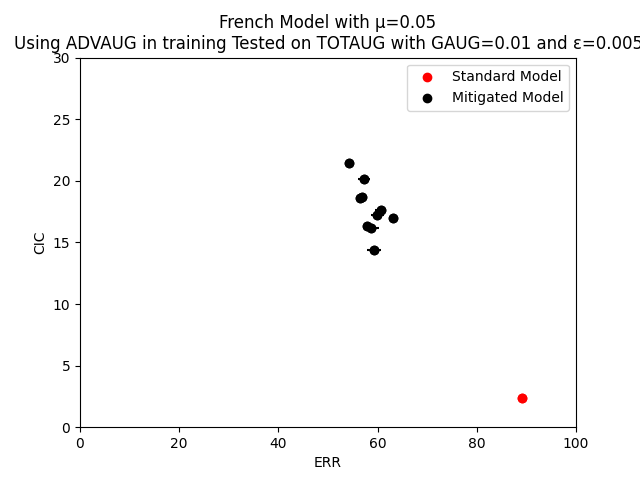 French Model with μ=0.05
Using ADVAUG in training Tested on TOTAUG with GAUG=0.01 and ε=0.005
Standard Model
Mitigated Model
30
25
20
15
10
5
0
CIC
0 20 40 60 80 100
ERR